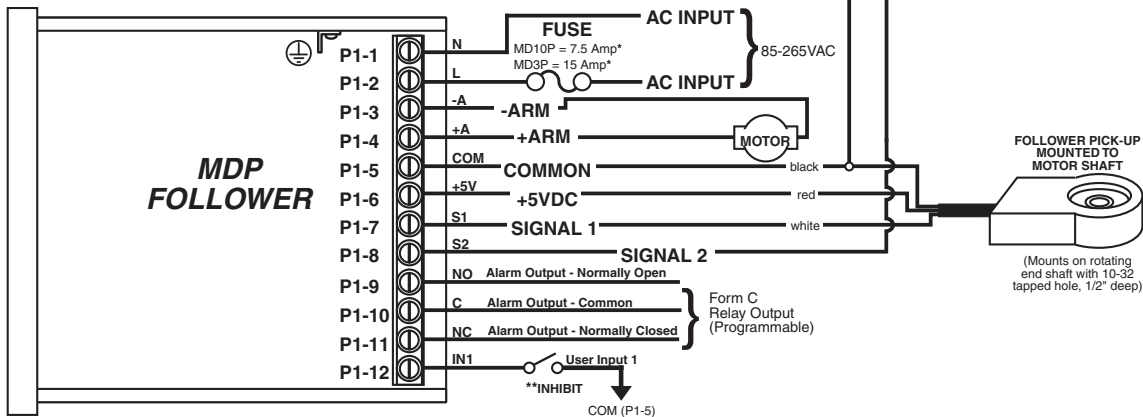 MDP
FOLLOWER
P1-1
N
AC INPUT
FUSE
MD10P = 7.5 Amp*
MD3P = 15 Amp*
85-265VAC
P1-2
L
AC INPUT
P1-3
-A
-ARM
P1-4
+A
+ARM
MOTOR
P1-5
COM
COMMON
black
P1-6
+5V
+5VDC
red
P1-7
S1
SIGNAL 1
white
P1-8
S2
SIGNAL 2
P1-9
NO
Alarm Output - Normally Open
P1-10
C
Alarm Output - Common
P1-11
NC
Alarm Output - Normally Closed
Form C
Relay Output
(Programmable)
P1-12
IN1
User Input 1
**INHIBIT
COM (P1-5)
FOLLOWER PICK-UP
MOUNTED TO
MOTOR SHAFT
(Mounts on rotating
end shaft with 10-32
tapped hole, 1/2" deep)